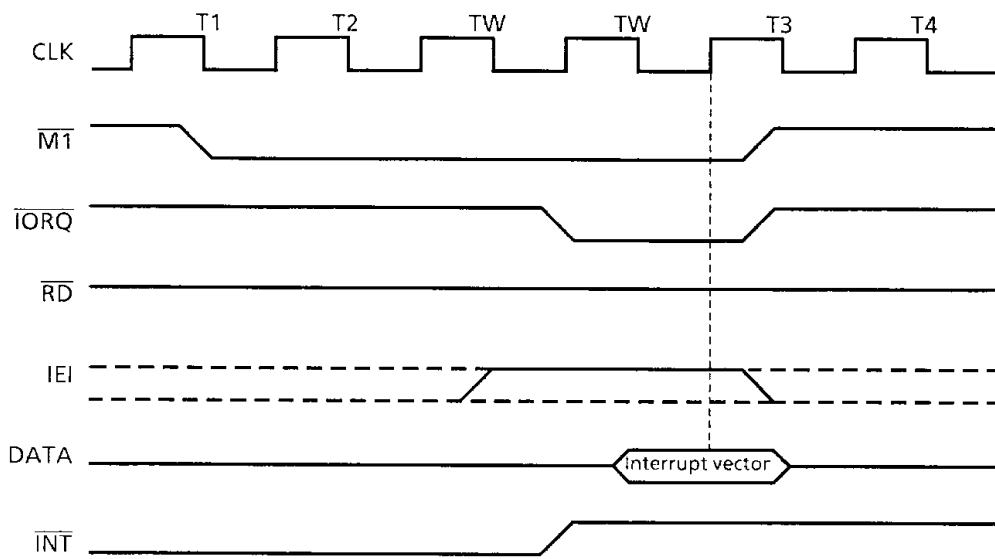 T1 T2 TW TW T3 T4
CLK
M1
IORQ
RD
IEI
DATA Interrupt vector
INT